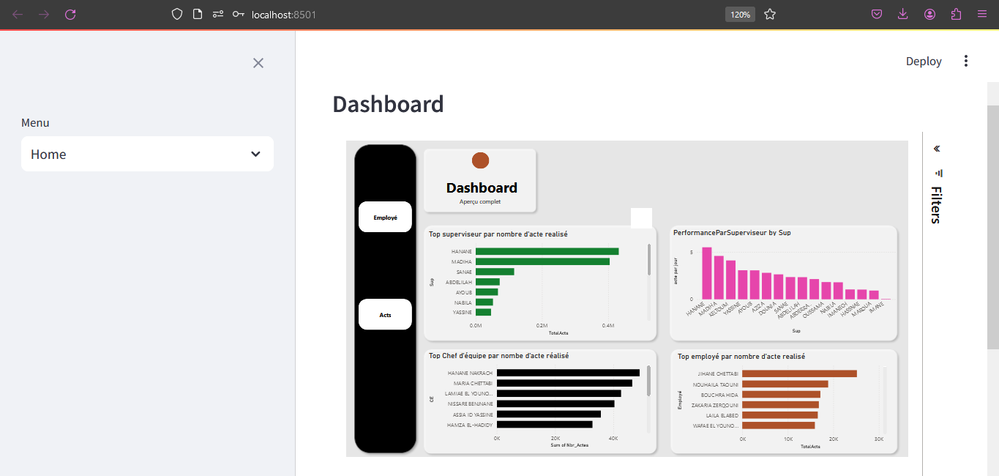 localhost:8501
120%
Deploy
Menu
Home
Dashboard
Dashboard
Aperçu complet
Employé
Acts
Filters
Top superviseur par nombre d'acte realisé
Sup
HANANE
MADIHA
SANAE
ABDELILAH
AYOUB
NABILA
YASSINE
0.0M 0.2M 0.4M
TotalActs
PerformanceParSuperviseur by Sup
acte par jour
5
0
HANANE
MADIHA
KELTOUM
YASSINE
AYOUB
AZIZA
DOUNIA
SANAE
ABDELILAH
ABDERRA...
OUSSAMA
NABILA
IMANECH
HASSNAE
MAROUA
IMANE
Sup
Top Chef d'équipe par nombe d'acte réalisé
CE
HANANE NAKRACH
MARIA CHETTABI
LAMIAE EL YOUNO...
NISSARE BENJNANE
ASSIA ID YASSINE
HAMZA EL-HADIDY
0K 20K 40K
Sum of Nbr_Actes
Top employé par nombre d'acte realisé
Employé
JIHANE CHETTABI
NOUHAILA TAOUNI
BOUCHRA HIDA
ZAKARIA ZERQOUNI
LAILA ELABED
WAFAE EL YOUNO...
0K 10K 20K 30K
TotalActs